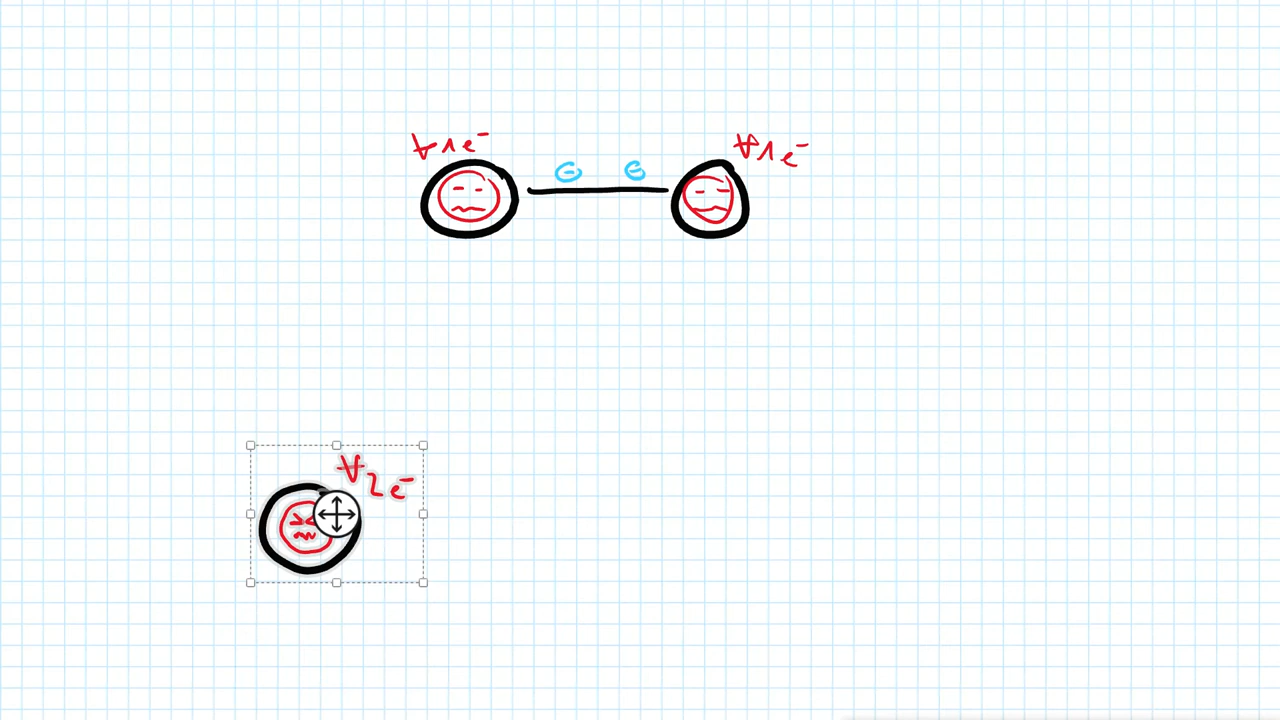 ∀1e⁻
∀1e⁻
⊖ ⊖
∀2e⁻